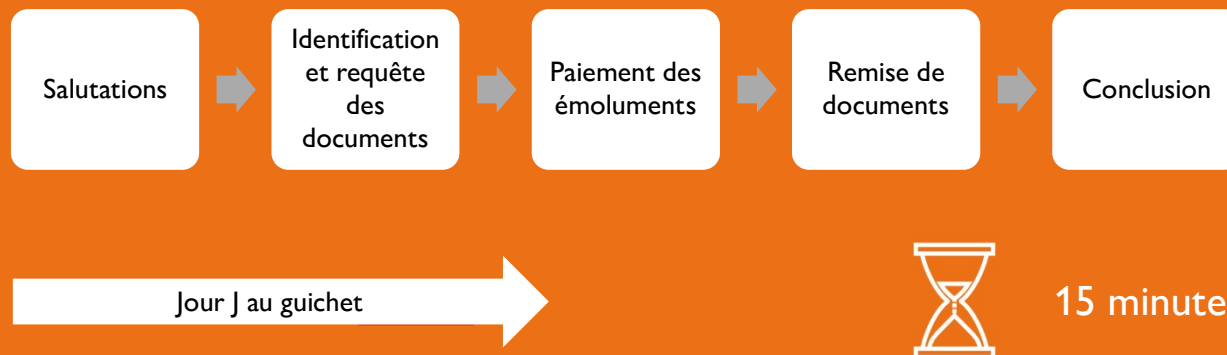 Salutations
Identification
et requête
des
documents
Paiement des
émoluments
Remise de
documents
Conclusion
Jour J au guichet
15 minute